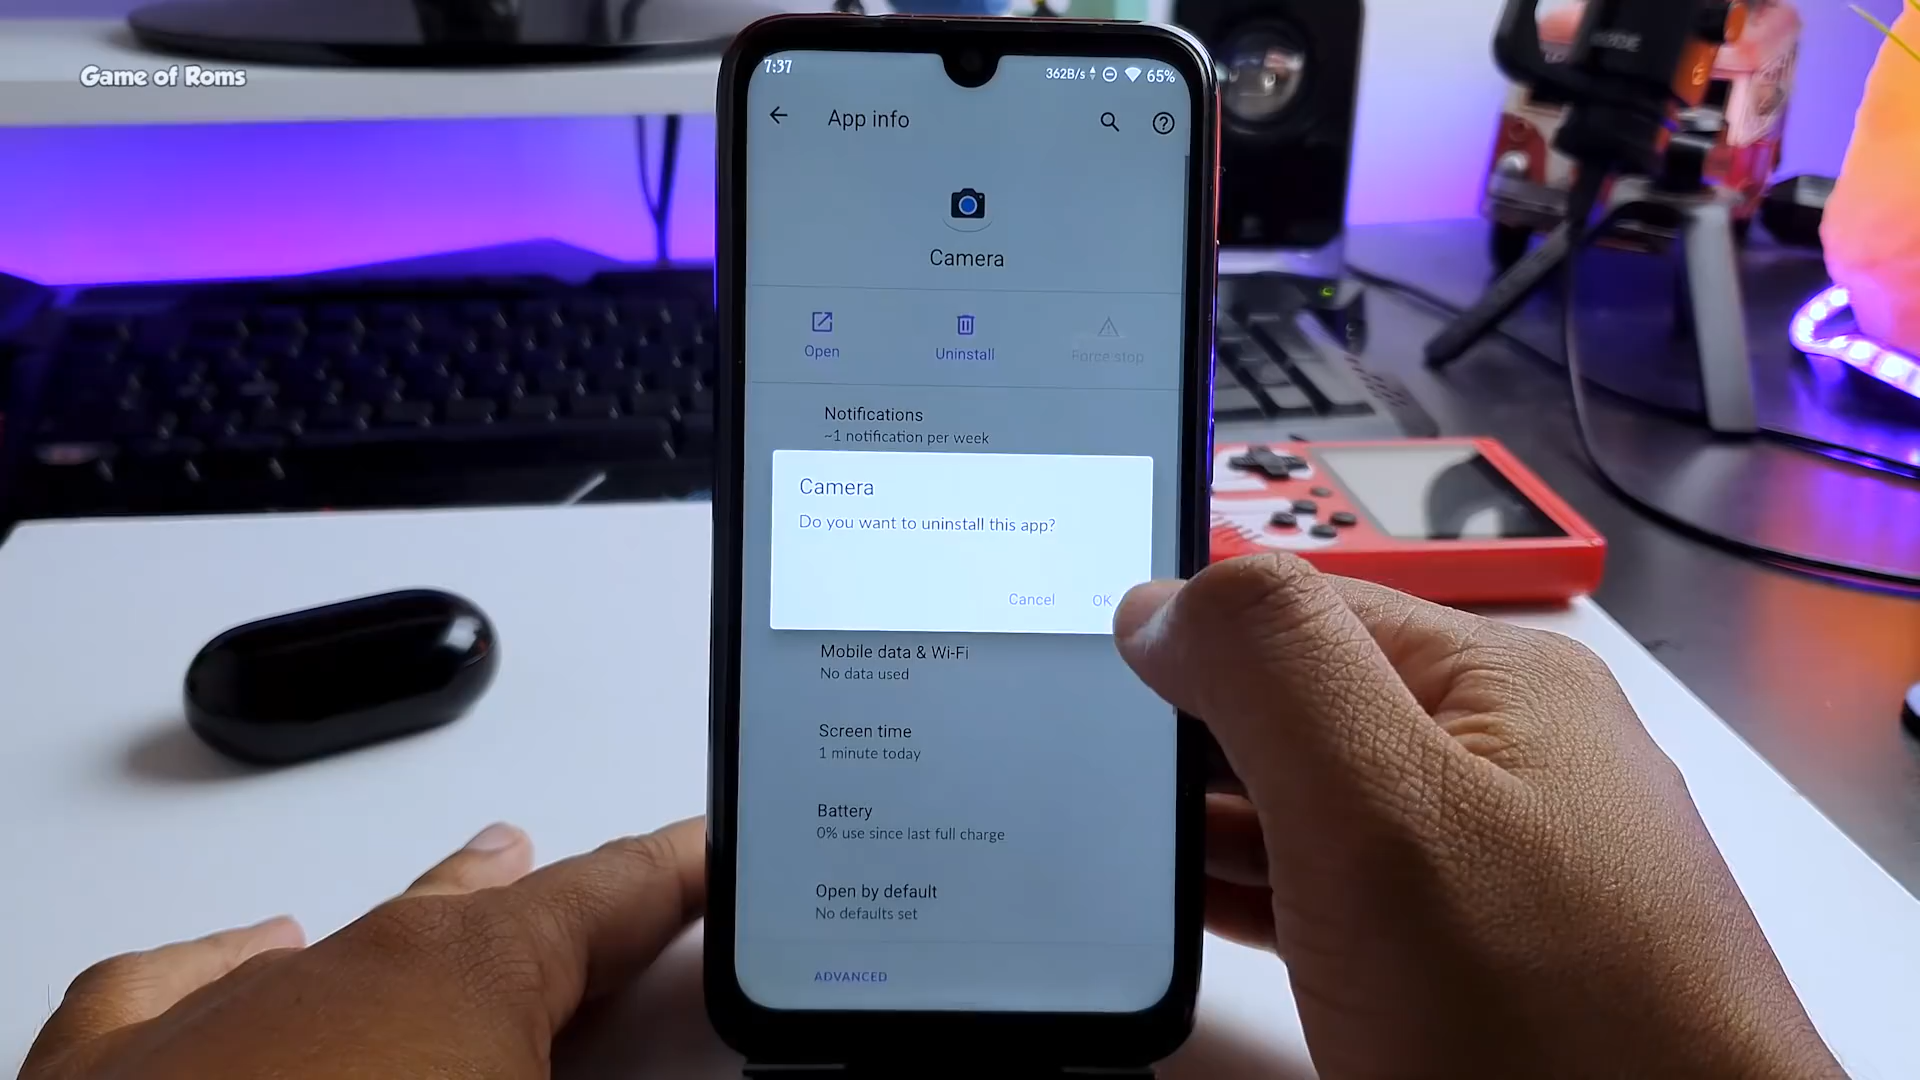 Game of Roms
7:37
362B/s 65%
App info
Camera
Open
Uninstall
Force stop
Notifications
~1 notification per week
Camera
Do you want to uninstall this app?
Cancel
OK
Mobile data & Wi-Fi
No data used
Screen time
1 minute today
Battery
0% use since last full charge
Open by default
No defaults set
ADVANCED